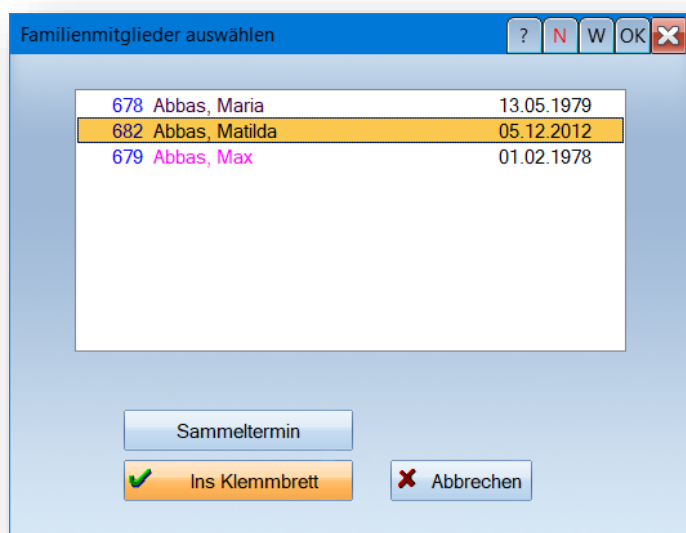 Familienmitglieder auswählen ? N W OK
678 Abbas, Maria 13.05.1979
682 Abbas, Matilda 05.12.2012
679 Abbas, Max 01.02.1978
Sammeltermin
Ins Klemmbrett Abbrechen